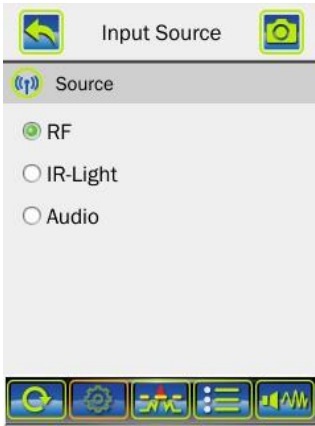 Input Source
Source
RF
IR-Light
Audio